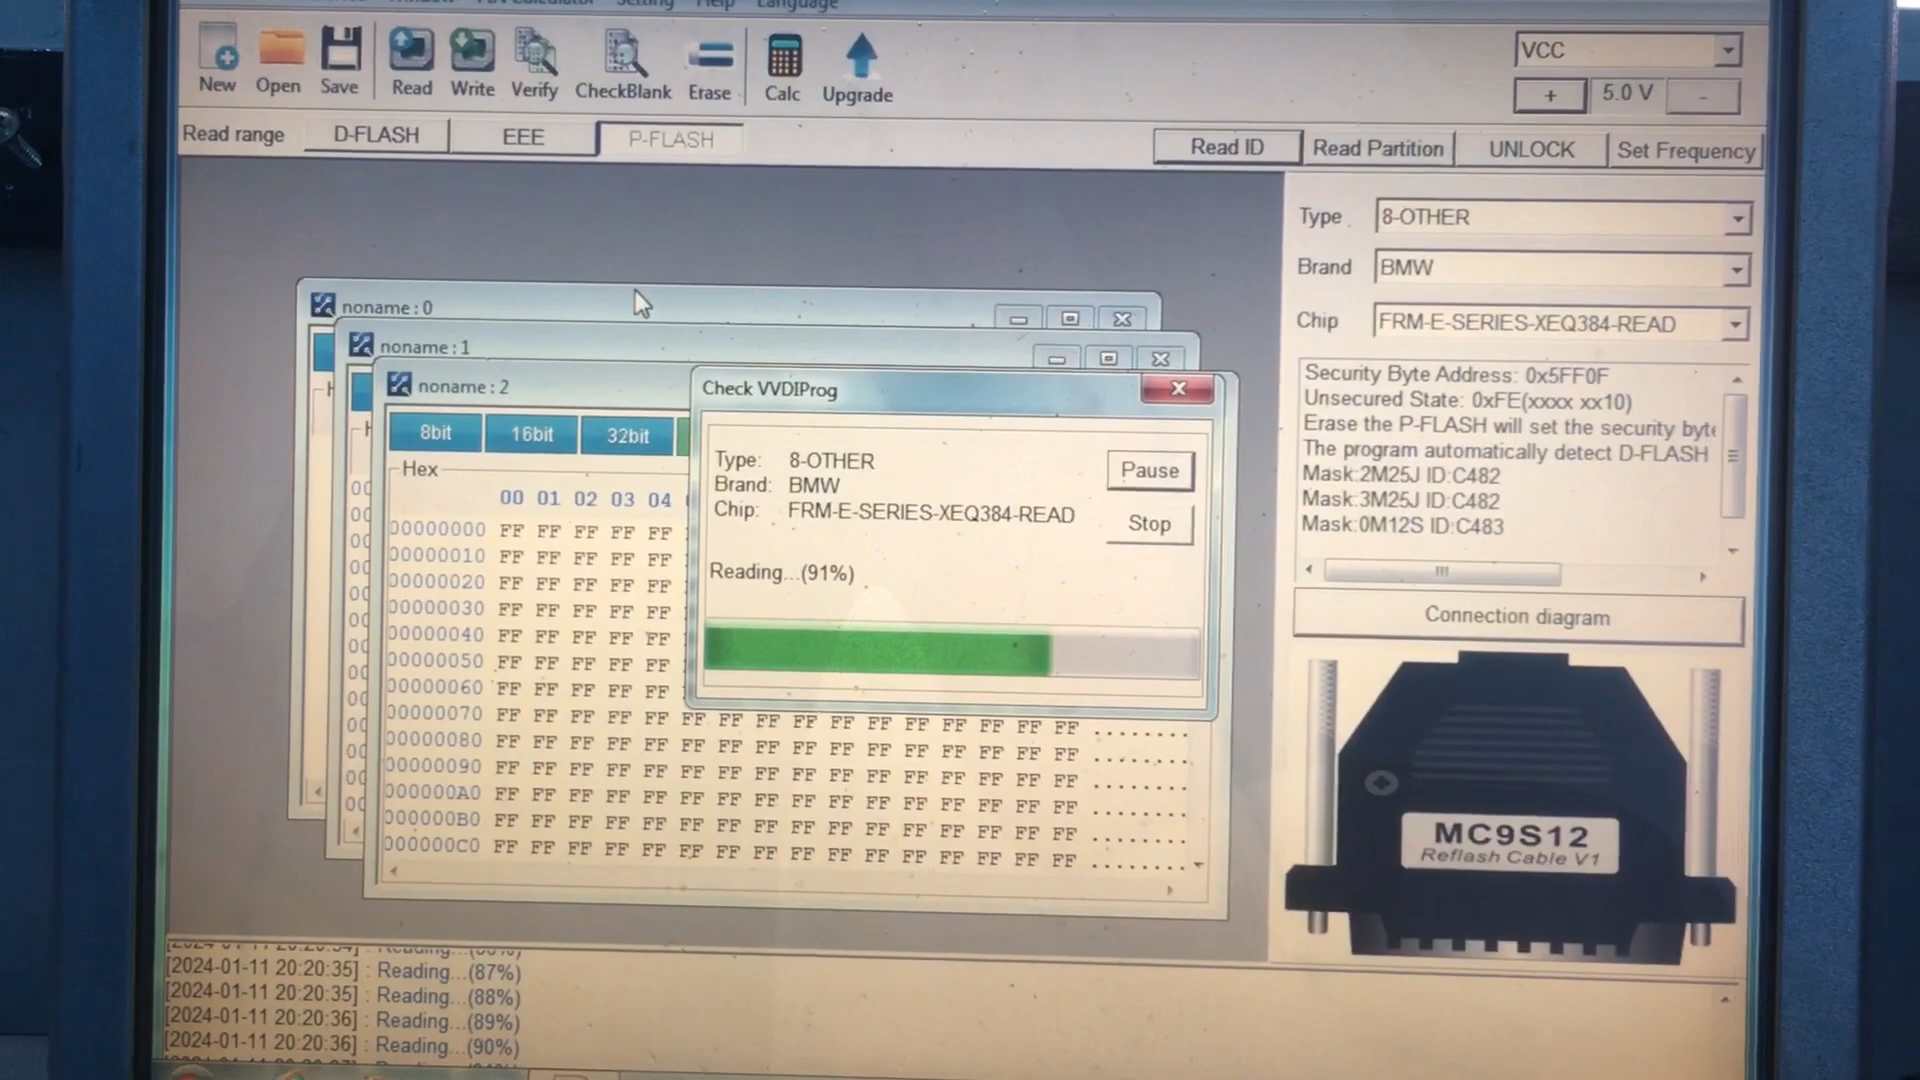 Setting Help Language
New Open Save Read Write Verify CheckBlank Erase Calc Upgrade
VCC
+ 5.0 V -
Read range D-FLASH EEE P-FLASH Read ID Read Partition UNLOCK Set Frequency
Type 8-OTHER
Brand BMW
Chip FRM-E-SERIES-XEQ384-READ
Security Byte Address: 0x5FF0F
Unsecured State: 0xFE(xxxx xx10)
Erase the P-FLASH will set the security byte
The program automatically detect D-FLASH
Mask:2M25J ID:C482
Mask:3M25J ID:C482
Mask:0M12S ID:C483
Connection diagram
MC9S12
Reflash Cable V1
noname : 0
noname : 1
noname : 2
8bit 16bit 32bit
Hex
00 01 02 03 04
00000000 FF FF FF FF FF
00000010 FF FF FF FF FF
00000020 FF FF FF FF FF
00000030 FF FF FF FF FF
00000040 FF FF FF FF FF
00000050 FF FF FF FF FF
00000060 FF FF FF FF FF
00000070 FF FF FF FF FF FF FF FF FF FF FF FF FF FF FF FF ........
00000080 FF FF FF FF FF FF FF FF FF FF FF FF FF FF FF FF ........
00000090 FF FF FF FF FF FF FF FF FF FF FF FF FF FF FF FF ........
000000A0 FF FF FF FF FF FF FF FF FF FF FF FF FF FF FF FF ........
000000B0 FF FF FF FF FF FF FF FF FF FF FF FF FF FF FF FF ........
000000C0 FF FF FF FF FF FF FF FF FF FF FF FF FF FF FF FF ........
Check VVDIProg
Type: 8-OTHER
Brand: BMW
Chip: FRM-E-SERIES-XEQ384-READ
Pause
Stop
Reading...(91%)
[2024-01-11 20:20:35] : Reading...(87%)
[2024-01-11 20:20:35] : Reading...(88%)
[2024-01-11 20:20:36] : Reading...(89%)
[2024-01-11 20:20:36] : Reading...(90%)